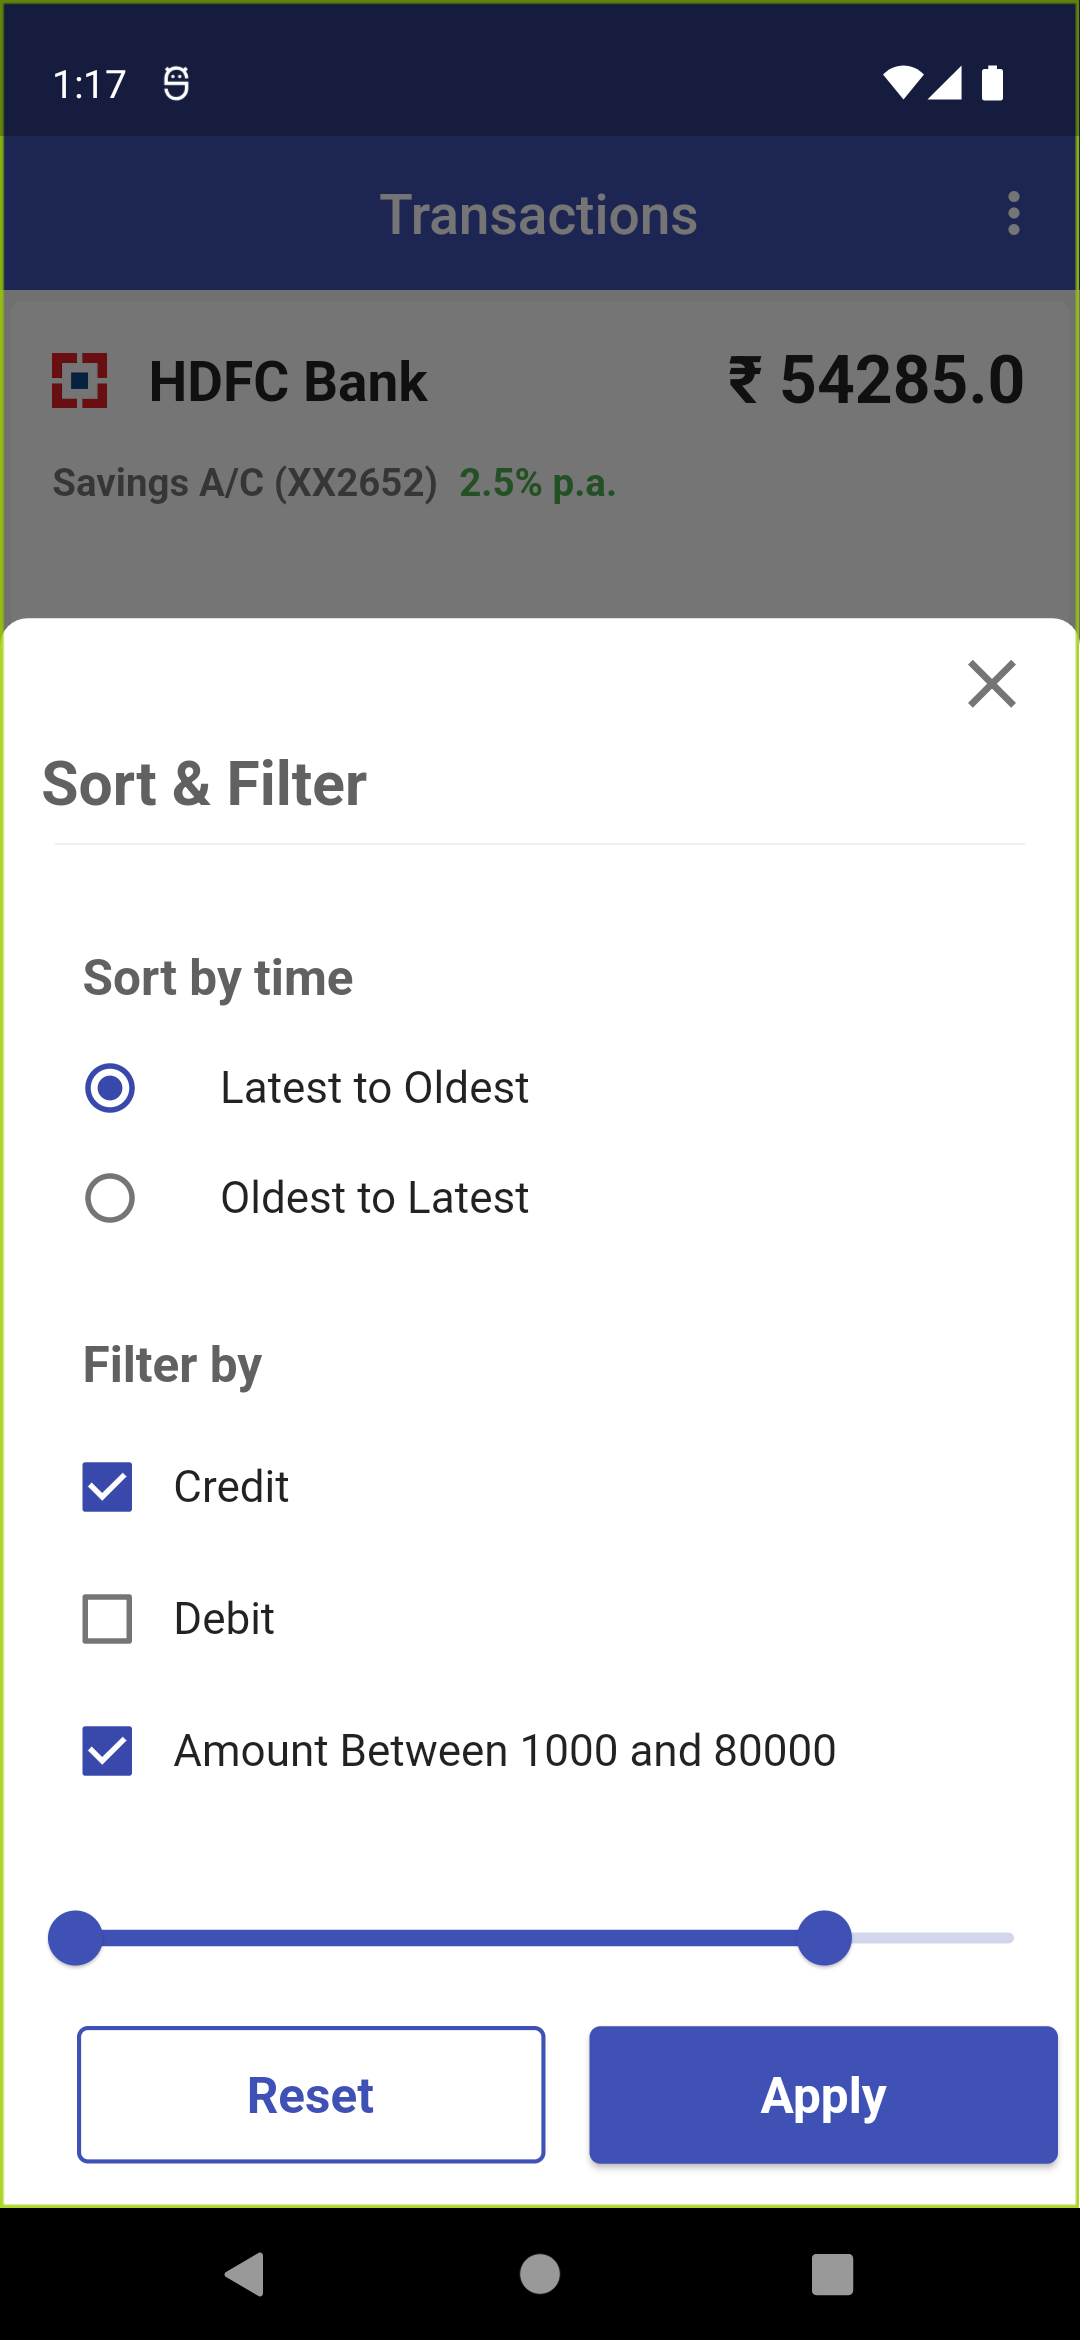 1:17
Transactions
HDFC Bank ₹ 54285.0
Savings A/C (XX2652) 2.5% p.a.
Sort & Filter
Sort by time
Latest to Oldest
Oldest to Latest
Filter by
Credit
Debit
Amount Between 1000 and 80000
Reset Apply